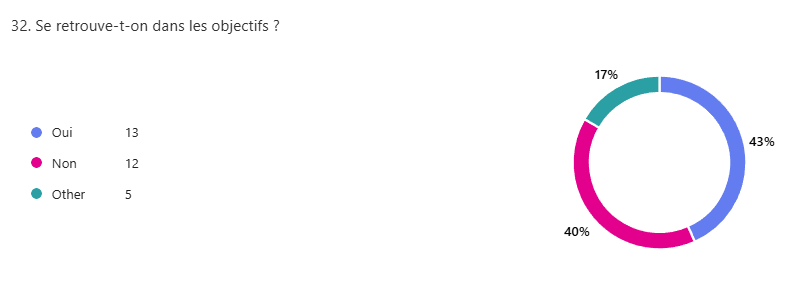 32. Se retrouve-t-on dans les objectifs ?
Oui 13
Non 12
Other 5
17%
43%
40%